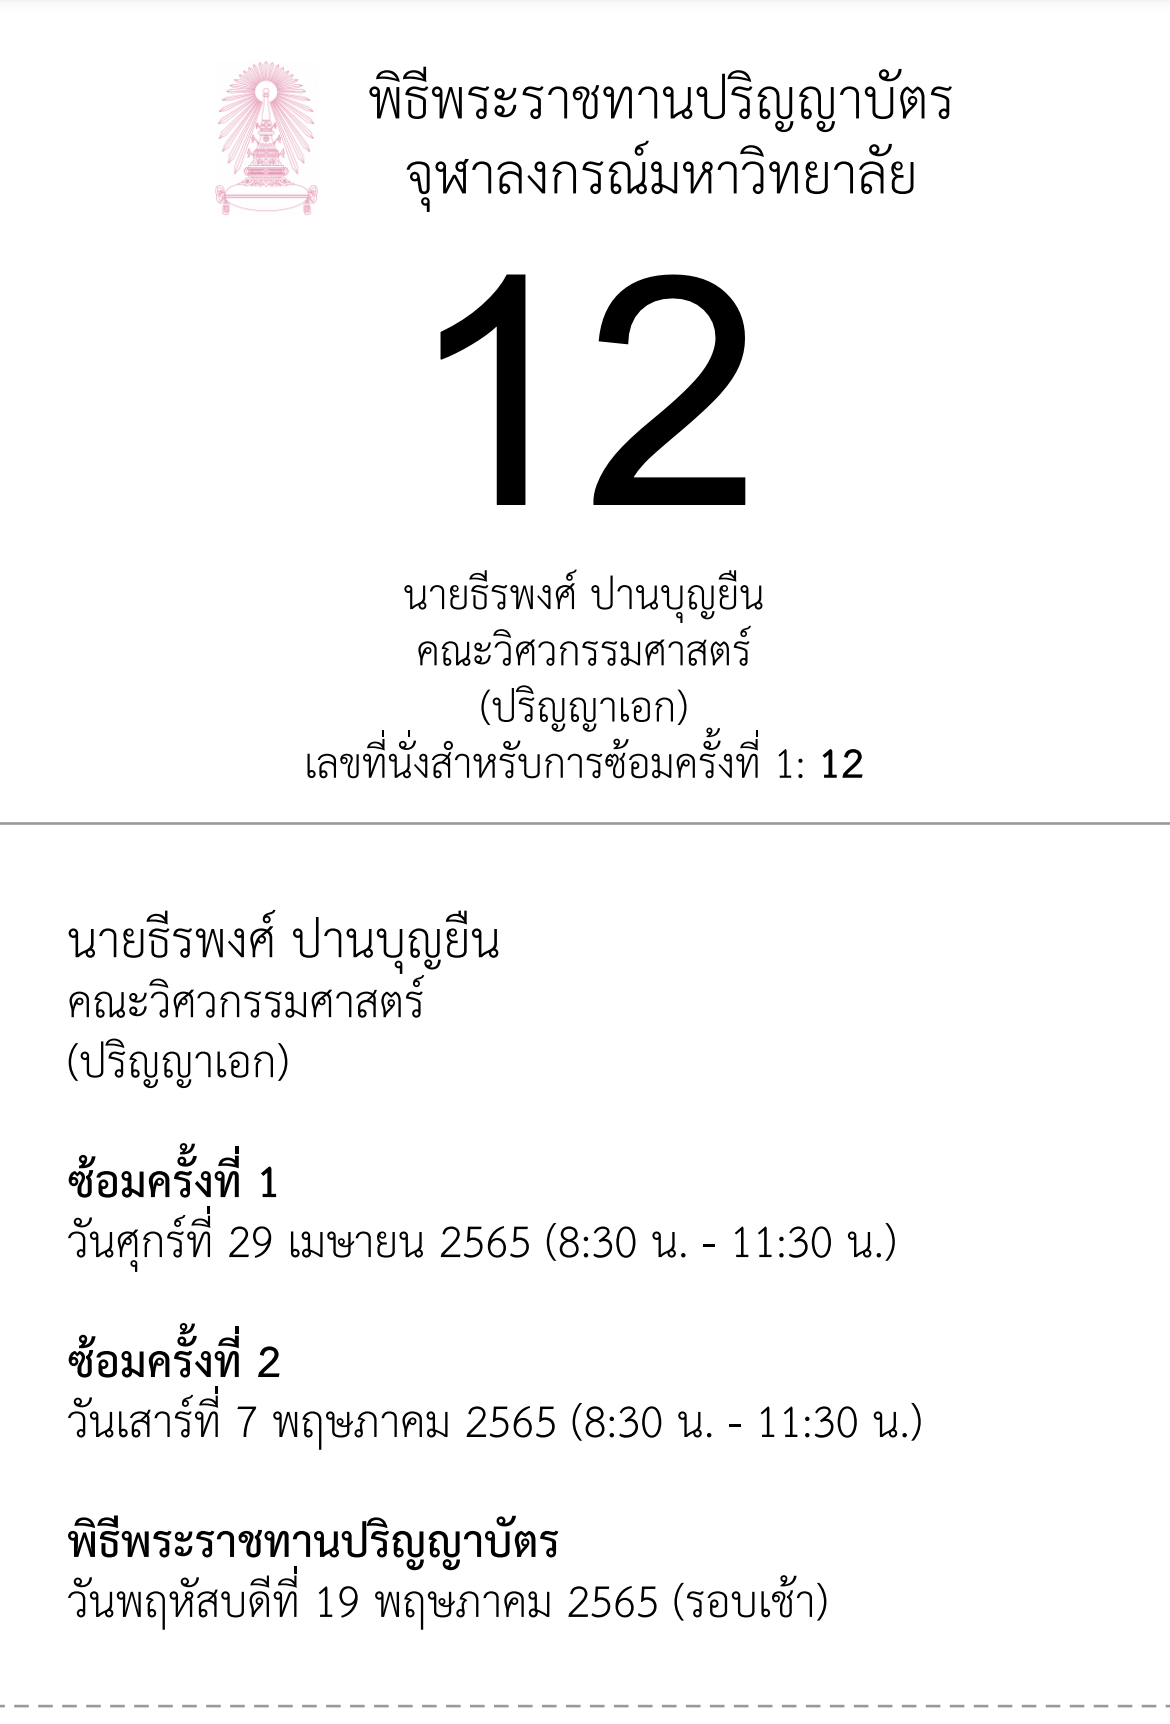 พิธีพระราชทานปริญญาบัตร
จุฬาลงกรณ์มหาวิทยาลัย
12
นายธีรพงศ์ ปานบุญยืน
คณะวิศวกรรมศาสตร์
(ปริญญาเอก)
เลขที่นั่งสำหรับการซ้อมครั้งที่ 1: 12
นายธีรพงศ์ ปานบุญยืน
คณะวิศวกรรมศาสตร์
(ปริญญาเอก)
ซ้อมครั้งที่ 1
วันศุกร์ที่ 29 เมษายน 2565 (8:30 น. - 11:30 น.)
ซ้อมครั้งที่ 2
วันเสาร์ที่ 7 พฤษภาคม 2565 (8:30 น. - 11:30 น.)
พิธีพระราชทานปริญญาบัตร
วันพฤหัสบดีที่ 19 พฤษภาคม 2565 (รอบเช้า)